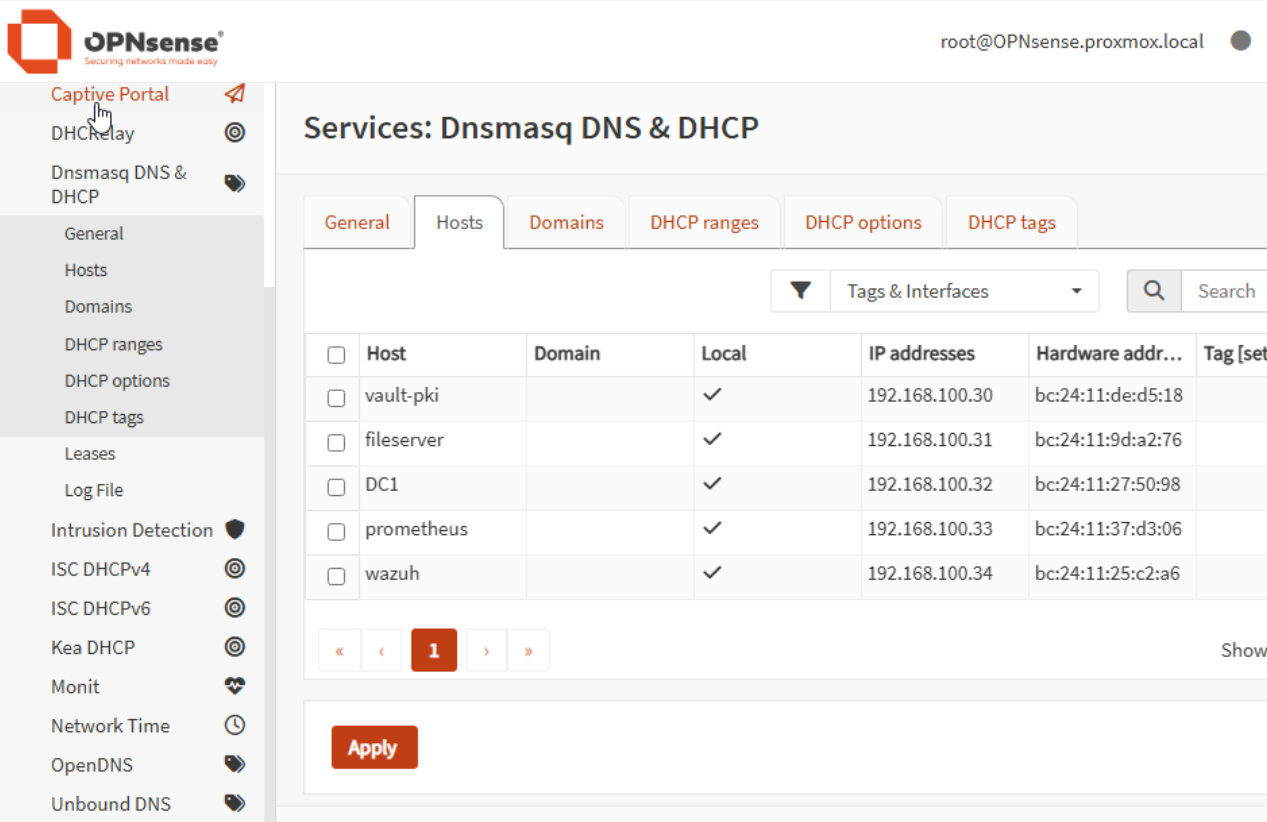 OPNsense®
Securing networks made easy
root@OPNsense.proxmox.local
Captive Portal
DHCRelay
Dnsmasq DNS &
DHCP
General
Hosts
Domains
DHCP ranges
DHCP options
DHCP tags
Leases
Log File
Intrusion Detection
ISC DHCPv4
ISC DHCPv6
Kea DHCP
Monit
Network Time
OpenDNS
Unbound DNS
Services: Dnsmasq DNS & DHCP
General Hosts Domains DHCP ranges DHCP options DHCP tags
Tags & Interfaces Search
Host Domain Local IP addresses Hardware addr... Tag [set
vault-pki ✓ 192.168.100.30 bc:24:11:de:d5:18
fileserver ✓ 192.168.100.31 bc:24:11:9d:a2:76
DC1 ✓ 192.168.100.32 bc:24:11:27:50:98
prometheus ✓ 192.168.100.33 bc:24:11:37:d3:06
wazuh ✓ 192.168.100.34 bc:24:11:25:c2:a6
« ‹ 1 › » Show
Apply